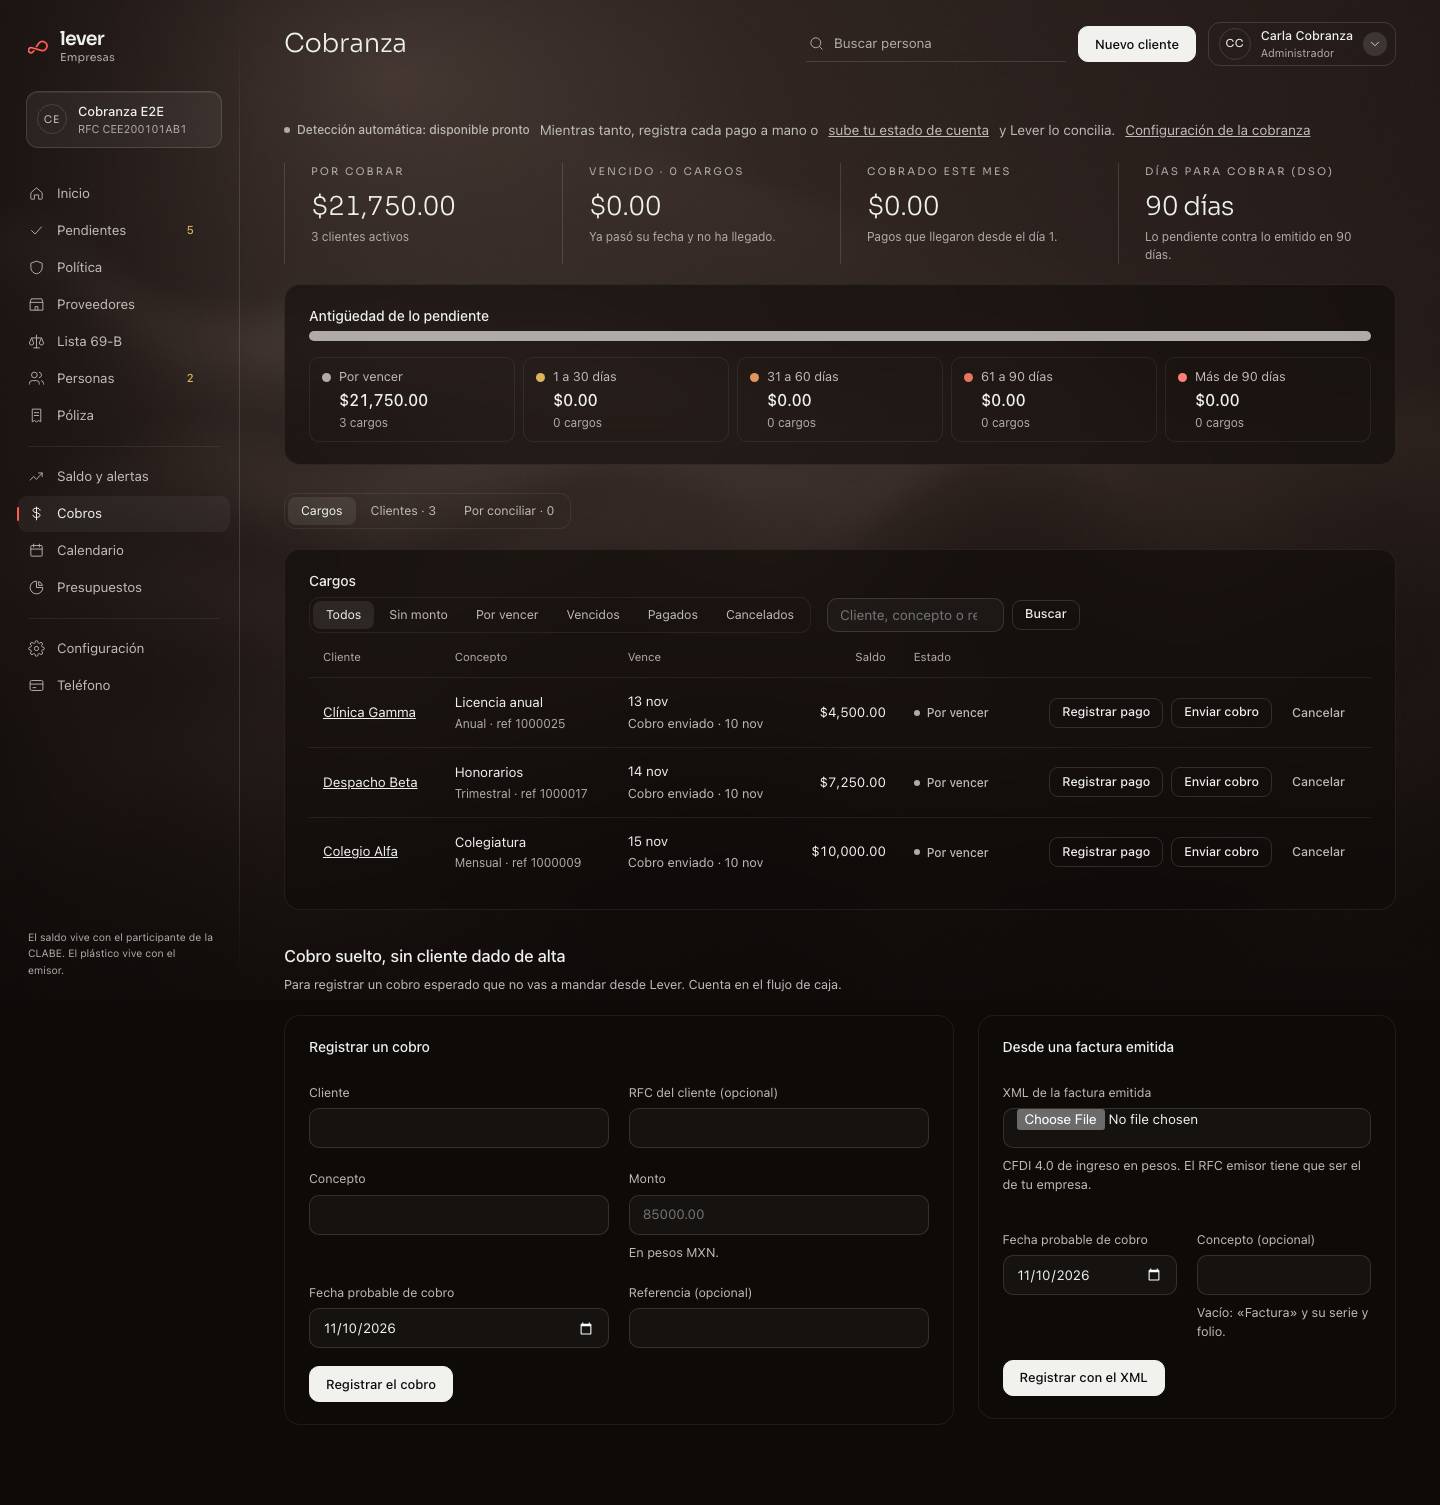 lever
Empresas
CE
Cobranza E2E
RFC CEE200101AB1
Inicio
Pendientes 5
Política
Proveedores
Lista 69-B
Personas 2
Póliza
Saldo y alertas
Cobros
Calendario
Presupuestos
Configuración
Teléfono
El saldo vive con el participante de la
CLABE. El plástico vive con el
emisor.
Cobranza
Buscar persona
Nuevo cliente
CC
Carla Cobranza
Administrador
Detección automática: disponible pronto Mientras tanto, registra cada pago a mano o sube tu estado de cuenta y Lever lo concilia. Configuración de la cobranza
POR COBRAR
$21,750.00
3 clientes activos
VENCIDO · 0 CARGOS
$0.00
Ya pasó su fecha y no ha llegado.
COBRADO ESTE MES
$0.00
Pagos que llegaron desde el día 1.
DÍAS PARA COBRAR (DSO)
90 días
Lo pendiente contra lo emitido en 90
días.
Antigüedad de lo pendiente
Por vencer
$21,750.00
3 cargos
1 a 30 días
$0.00
0 cargos
31 a 60 días
$0.00
0 cargos
61 a 90 días
$0.00
0 cargos
Más de 90 días
$0.00
0 cargos
Cargos Clientes · 3 Por conciliar · 0
Cargos
Todos Sin monto Por vencer Vencidos Pagados Cancelados Cliente, concepto o re Buscar
Cliente Concepto Vence Saldo Estado
Clínica Gamma
Licencia anual
Anual · ref 1000025
13 nov
Cobro enviado · 10 nov
$4,500.00
Por vencer
Registrar pago Enviar cobro Cancelar
Despacho Beta
Honorarios
Trimestral · ref 1000017
14 nov
Cobro enviado · 10 nov
$7,250.00
Por vencer
Registrar pago Enviar cobro Cancelar
Colegio Alfa
Colegiatura
Mensual · ref 1000009
15 nov
Cobro enviado · 10 nov
$10,000.00
Por vencer
Registrar pago Enviar cobro Cancelar
Cobro suelto, sin cliente dado de alta
Para registrar un cobro esperado que no vas a mandar desde Lever. Cuenta en el flujo de caja.
Registrar un cobro
Cliente
RFC del cliente (opcional)
Concepto
Monto
85000.00
En pesos MXN.
Fecha probable de cobro
11/10/2026
Referencia (opcional)
Registrar el cobro
Desde una factura emitida
XML de la factura emitida
Choose File No file chosen
CFDI 4.0 de ingreso en pesos. El RFC emisor tiene que ser el
de tu empresa.
Fecha probable de cobro
11/10/2026
Concepto (opcional)
Vacío: «Factura» y su serie y
folio.
Registrar con el XML